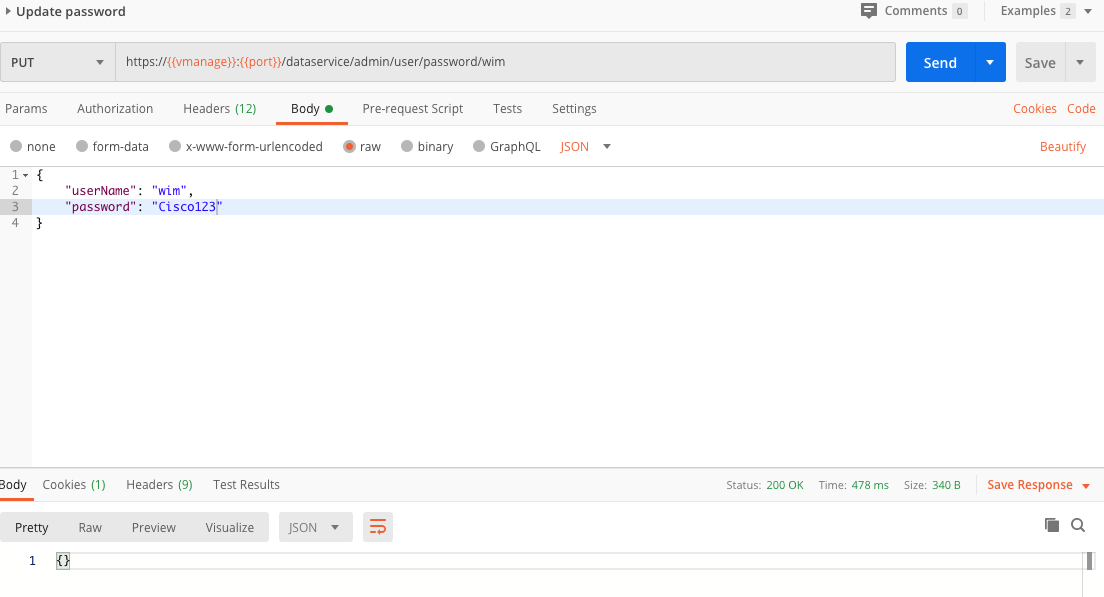 Update password Comments 0 Examples 2
PUT https://{{vmanage}}:{{port}}/dataservice/admin/user/password/wim Send Save
Params Authorization Headers (12) Body Pre-request Script Tests Settings Cookies Code
none form-data x-www-form-urlencoded raw binary GraphQL JSON Beautify
1 {
2 "userName": "wim",
3 "password": "Cisco123"
4 }
Body Cookies (1) Headers (9) Test Results Status: 200 OK Time: 478 ms Size: 340 B Save Response
Pretty Raw Preview Visualize JSON
1 {}